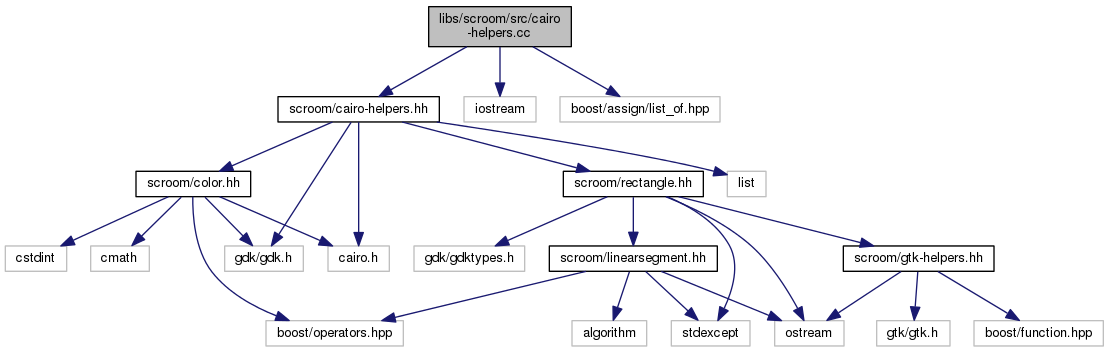 libs/scroom/src/cairo
-helpers.cc
scroom/cairo-helpers.hh
iostream
boost/assign/list_of.hpp
scroom/color.hh
scroom/rectangle.hh
list
cstdint
cmath
gdk/gdk.h
cairo.h
gdk/gdktypes.h
scroom/linearsegment.hh
scroom/gtk-helpers.hh
boost/operators.hpp
algorithm
stdexcept
ostream
gtk/gtk.h
boost/function.hpp